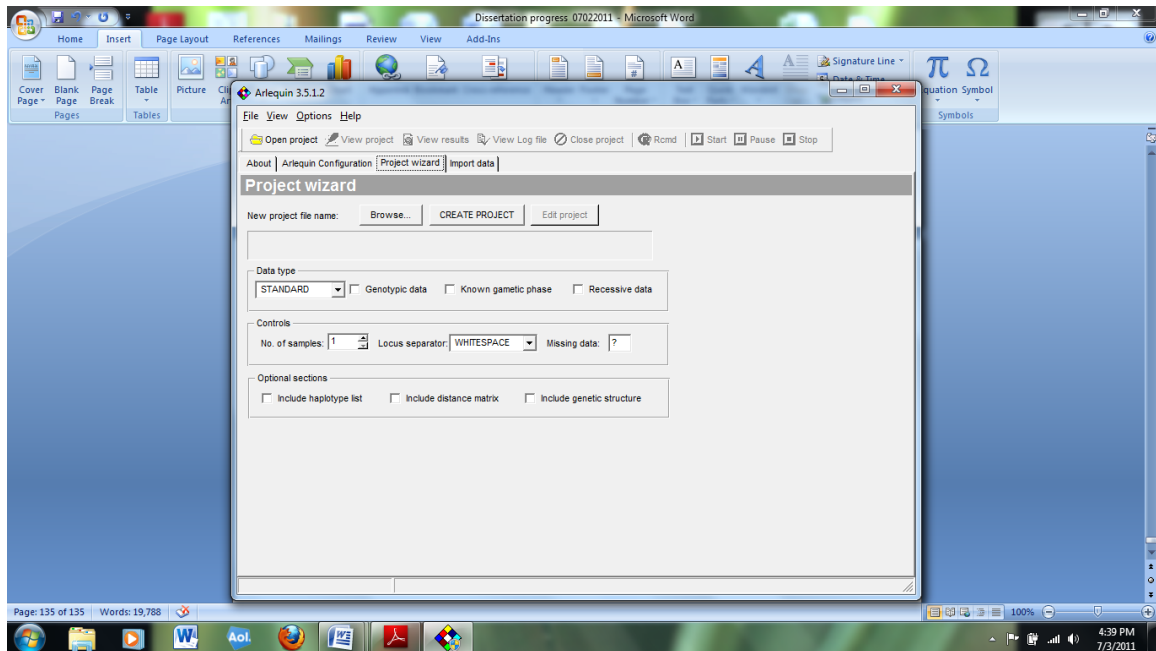 Dissertation progress 07022011 - Microsoft Word
Home Insert Page Layout References Mailings Review View Add-Ins
Signature Line
Cover Page Blank Page Page Break Table Picture
Equation Symbol
Pages Tables Symbols
Arlequin 3.5.1.2
File View Options Help
Open project View project View results View Log file Close project Rcmd Start Pause Stop
About Arlequin Configuration Project wizard Import data
Project wizard
New project file name: Browse... CREATE PROJECT Edit project
Data type
STANDARD Genotypic data Known gametic phase Recessive data
Controls
No. of samples: 1 Locus separator: WHITESPACE Missing data: ?
Optional sections
Include haplotype list Include distance matrix Include genetic structure
Page: 135 of 135 Words: 19,788 100%
Aol.
4:39 PM
7/3/2011